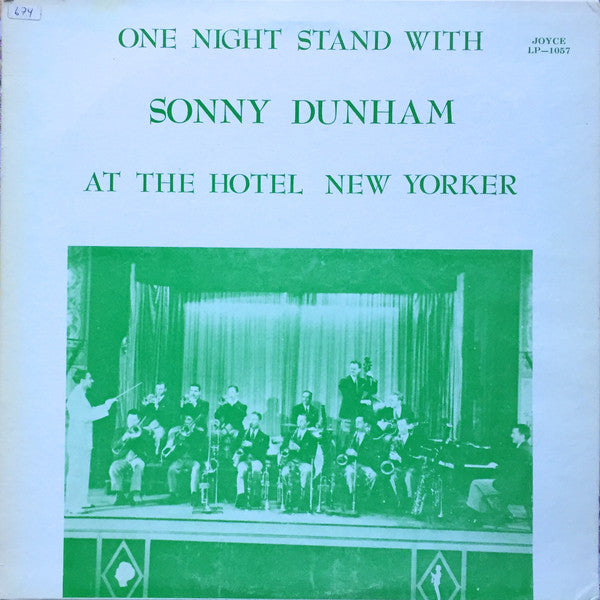 674
ONE NIGHT STAND WITH
JOYCE
LP—1057
SONNY DUNHAM
AT THE HOTEL NEW YORKER